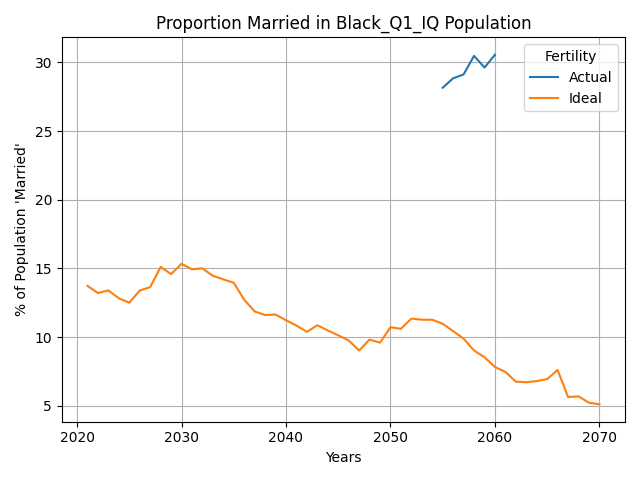 Proportion Married in Black_Q1_IQ Population
Fertility
Actual
Ideal
% of Population 'Married'
30
25
20
15
10
5
2020
2030
2040
2050
2060
2070
Years